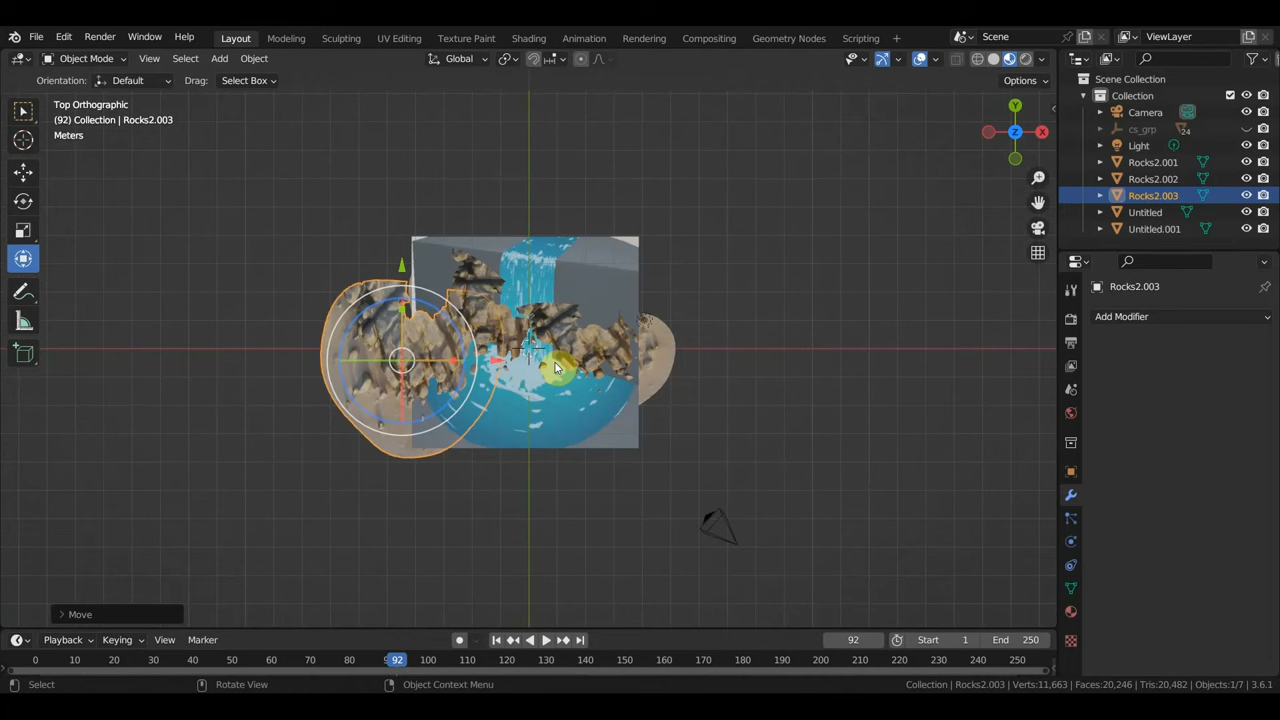 File Edit Render Window Help Layout Modeling Sculpting UV Editing Texture Paint Shading Animation Rendering Compositing Geometry Nodes Scripting + Scene ViewLayer
Object Mode View Select Add Object Global
Orientation: Default Drag: Select Box Options
Top Orthographic
(92) Collection | Rocks2.003
Meters
Y
X
Z
Scene Collection
Collection
Camera
cs_grp 24
Light
Rocks2.001
Rocks2.002
Rocks2.003
Untitled
Untitled.001
Rocks2.003
Add Modifier
> Move
Playback Keying View Marker 92 Start 1 End 250
0 10 20 30 40 50 60 70 80 92 100 110 120 130 140 150 160 170 180 190 200 210 220 230 240 250
Select Rotate View Object Context Menu Collection | Rocks2.003 | Verts:11,663 | Faces:20,246 | Tris:20,482 | Objects:1/7 | 3.6.1